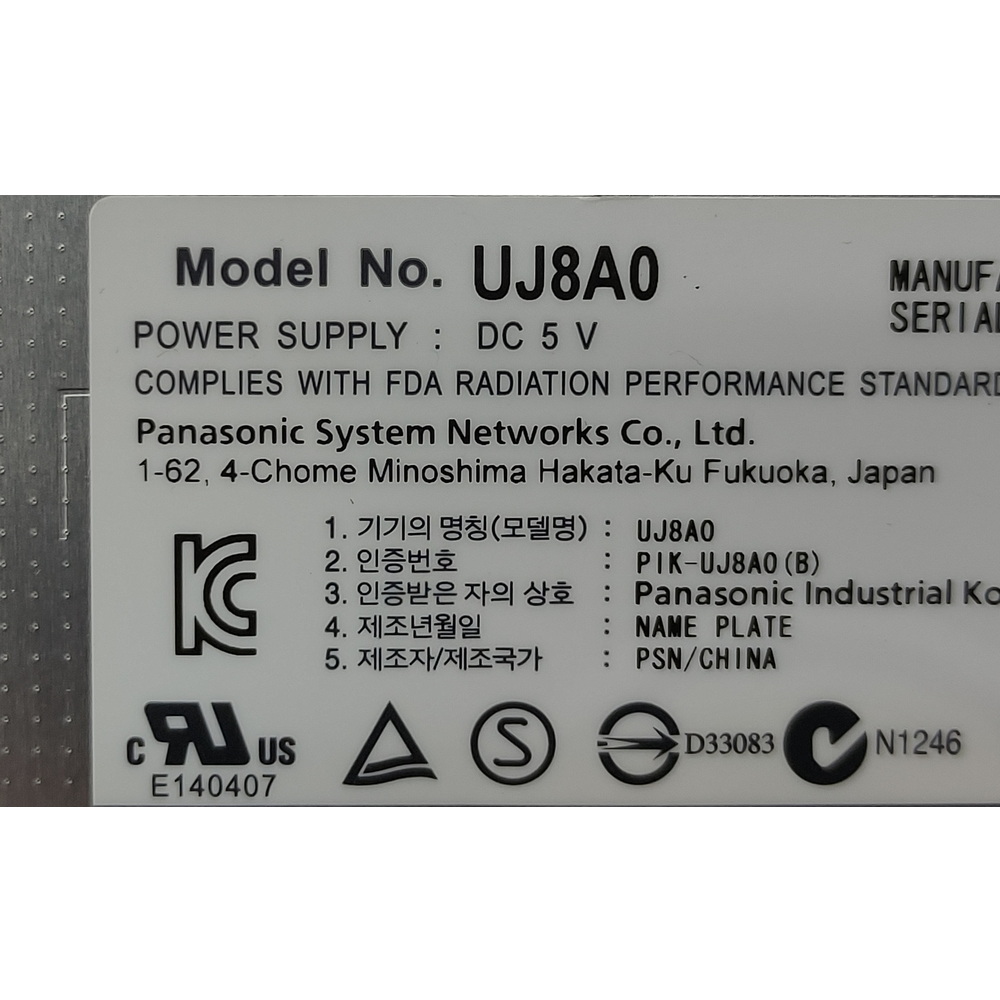 Model No. UJ8A0
MANUFA
SERIAL
POWER SUPPLY : DC 5 V
COMPLIES WITH FDA RADIATION PERFORMANCE STANDARD
Panasonic System Networks Co., Ltd.
1-62, 4-Chome Minoshima Hakata-Ku Fukuoka, Japan
1. 기기의 명칭(모델명) : UJ8A0
2. 인증번호 : PIK-UJ8A0(B)
3. 인증받은 자의 상호 : Panasonic Industrial Ko
4. 제조년월일 : NAME PLATE
5. 제조자/제조국가 : PSN/CHINA
C RU US
E140407
S
D33083
N1246